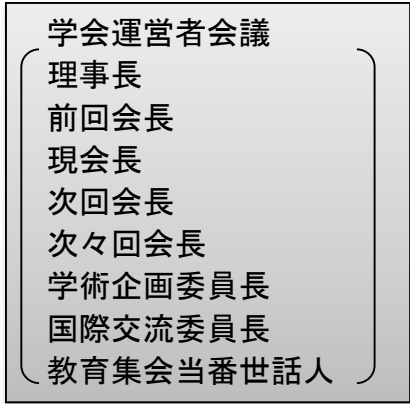 学会運営者会議
理事長
前回会長
現会長
次回会長
次々回会長
学術企画委員長
国際交流委員長
教育集会当番世話人